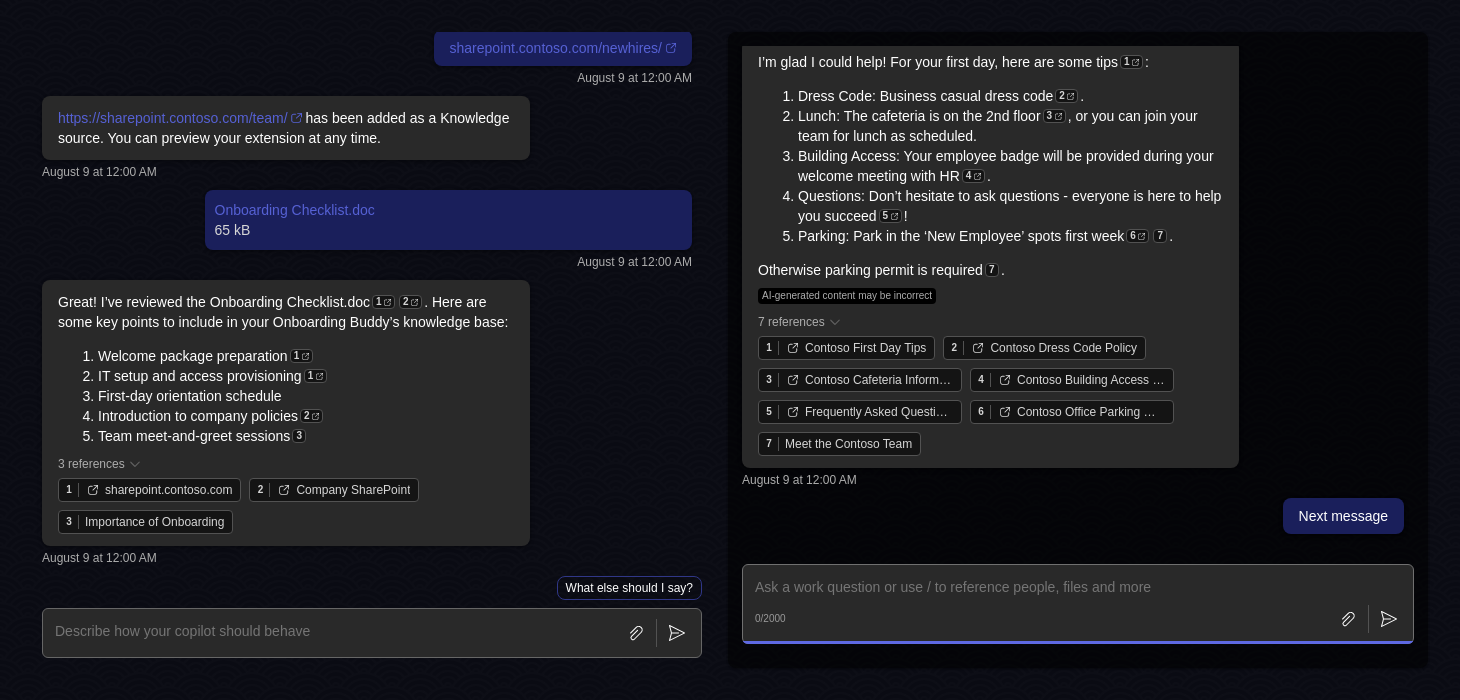 sharepoint.contoso.com/newhires/
August 9 at 12:00 AM
https://sharepoint.contoso.com/team/ has been added as a Knowledge
source. You can preview your extension at any time.
August 9 at 12:00 AM
Onboarding Checklist.doc
65 kB
August 9 at 12:00 AM
Great! I’ve reviewed the Onboarding Checklist.doc 1 2 . Here are
some key points to include in your Onboarding Buddy’s knowledge base:
1. Welcome package preparation 1
2. IT setup and access provisioning 1
3. First-day orientation schedule
4. Introduction to company policies 2
5. Team meet-and-greet sessions 3
3 references
1 sharepoint.contoso.com 2 Company SharePoint
3 Importance of Onboarding
August 9 at 12:00 AM
What else should I say?
Describe how your copilot should behave
I’m glad I could help! For your first day, here are some tips 1 :
1. Dress Code: Business casual dress code 2 .
2. Lunch: The cafeteria is on the 2nd floor 3 , or you can join your
team for lunch as scheduled.
3. Building Access: Your employee badge will be provided during your
welcome meeting with HR 4 .
4. Questions: Don’t hesitate to ask questions - everyone is here to help
you succeed 5 !
5. Parking: Park in the ‘New Employee’ spots first week 6 7 .
Otherwise parking permit is required 7 .
AI-generated content may be incorrect
7 references
1 Contoso First Day Tips 2 Contoso Dress Code Policy
3 Contoso Cafeteria Inform… 4 Contoso Building Access …
5 Frequently Asked Questi… 6 Contoso Office Parking …
7 Meet the Contoso Team
August 9 at 12:00 AM
Next message
Ask a work question or use / to reference people, files and more
0/2000